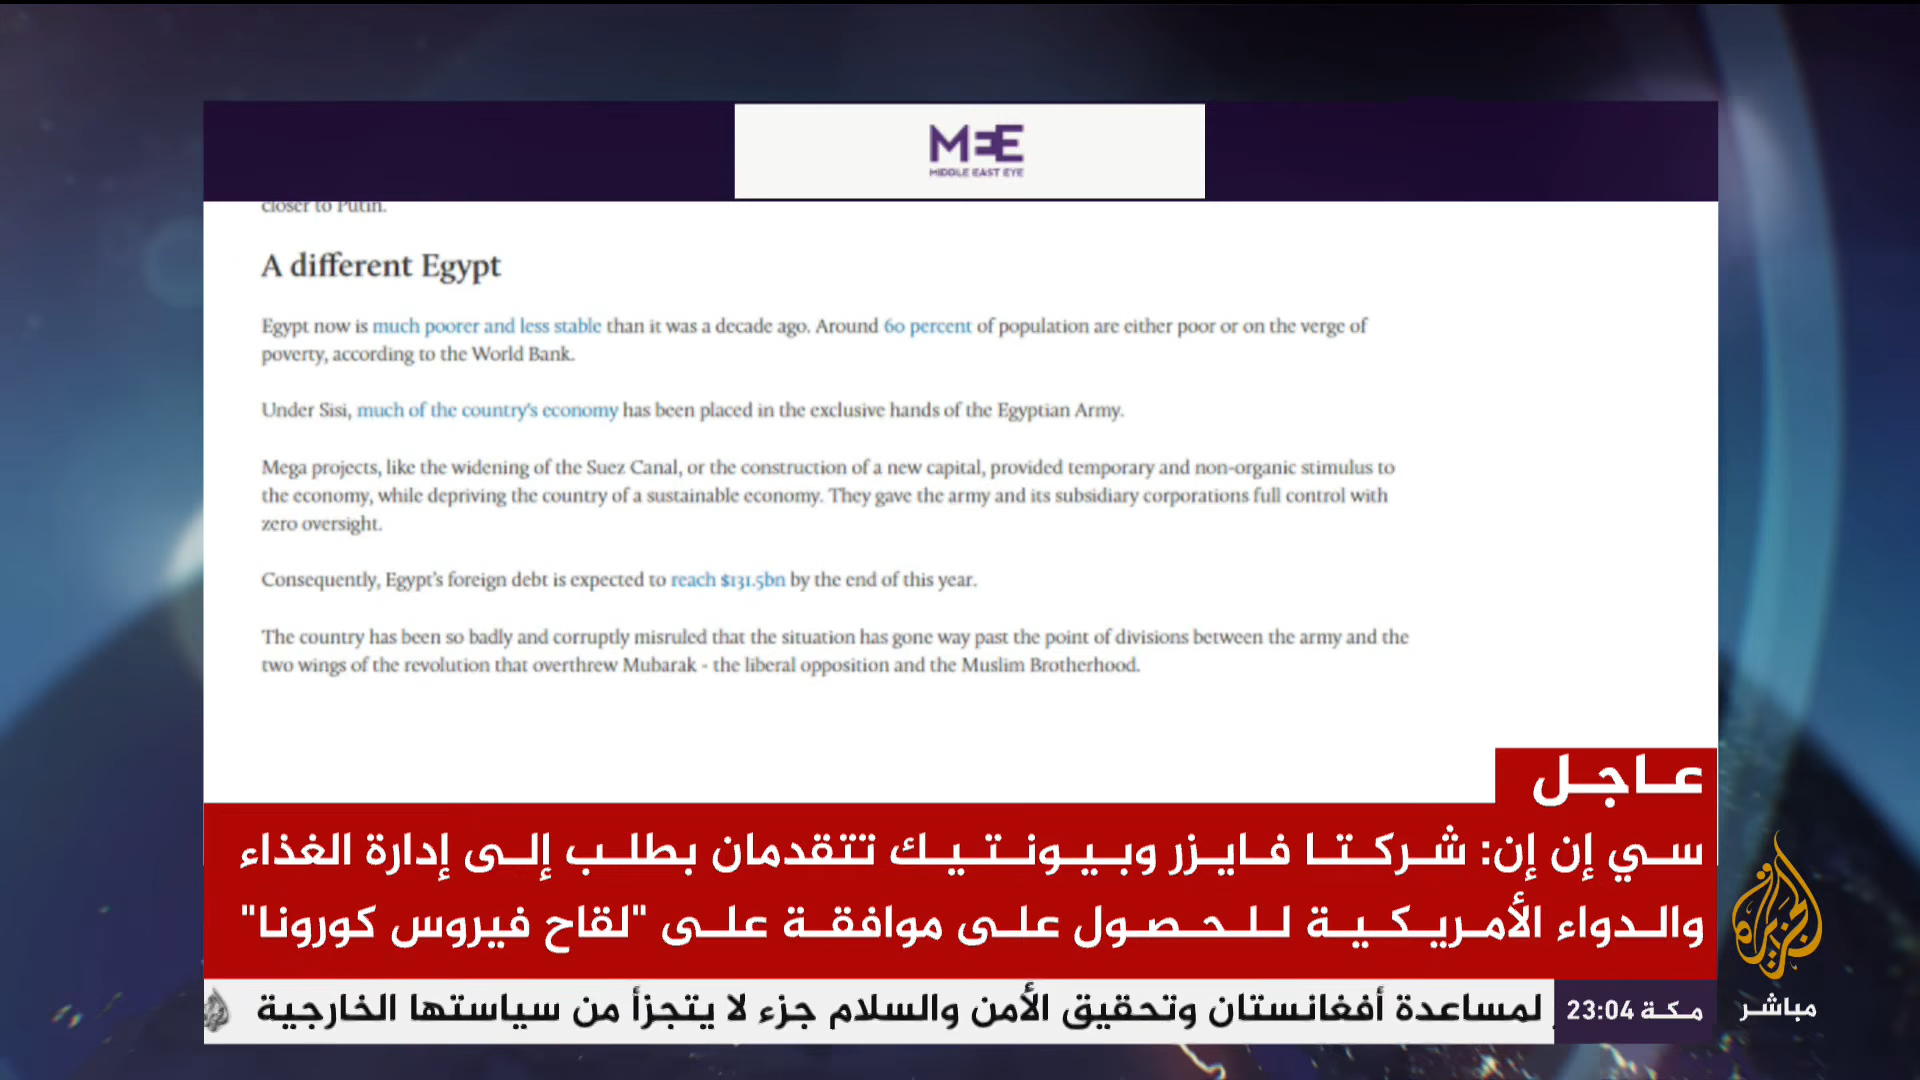 MEE
MIDDLE EAST EYE
closer to Putin.
A different Egypt
Egypt now is much poorer and less stable than it was a decade ago. Around 60 percent of population are either poor or on the verge of
poverty, according to the World Bank.
Under Sisi, much of the country's economy has been placed in the exclusive hands of the Egyptian Army.
Mega projects, like the widening of the Suez Canal, or the construction of a new capital, provided temporary and non-organic stimulus to
the economy, while depriving the country of a sustainable economy. They gave the army and its subsidiary corporations full control with
zero oversight.
Consequently, Egypt's foreign debt is expected to reach $131.5bn by the end of this year.
The country has been so badly and corruptly misruled that the situation has gone way past the point of divisions between the army and the
two wings of the revolution that overthrew Mubarak - the liberal opposition and the Muslim Brotherhood.
عاجل
سي إن إن: شركتا فايزر وبيونتيك تتقدمان بطلب إلى إدارة الغذاء
والدواء الأمريكية للحصول على موافقة على "لقاح فيروس كورونا"
مكة 23:04
لمساعدة أفغانستان وتحقيق الأمن والسلام جزء لا يتجزأ من سياستها الخارجية
الجزيرة
مباشر